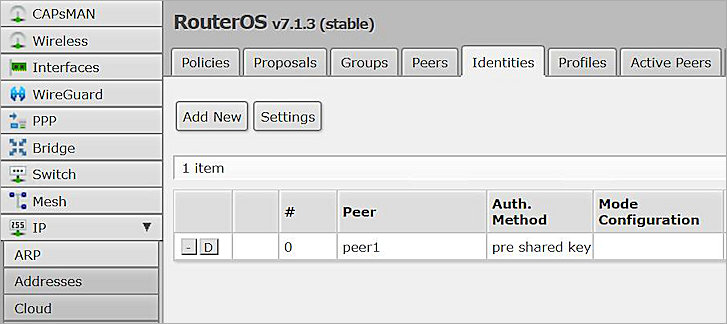 CAPsMAN
Wireless
Interfaces
WireGuard
PPP
Bridge
Switch
Mesh
255
IP ▼
ARP
Addresses
Cloud
RouterOS v7.1.3 (stable)
Policies Proposals Groups Peers Identities Profiles Active Peers
Add New Settings
1 item
# Peer Auth. Method Mode Configuration
- D 0 peer1 pre shared key